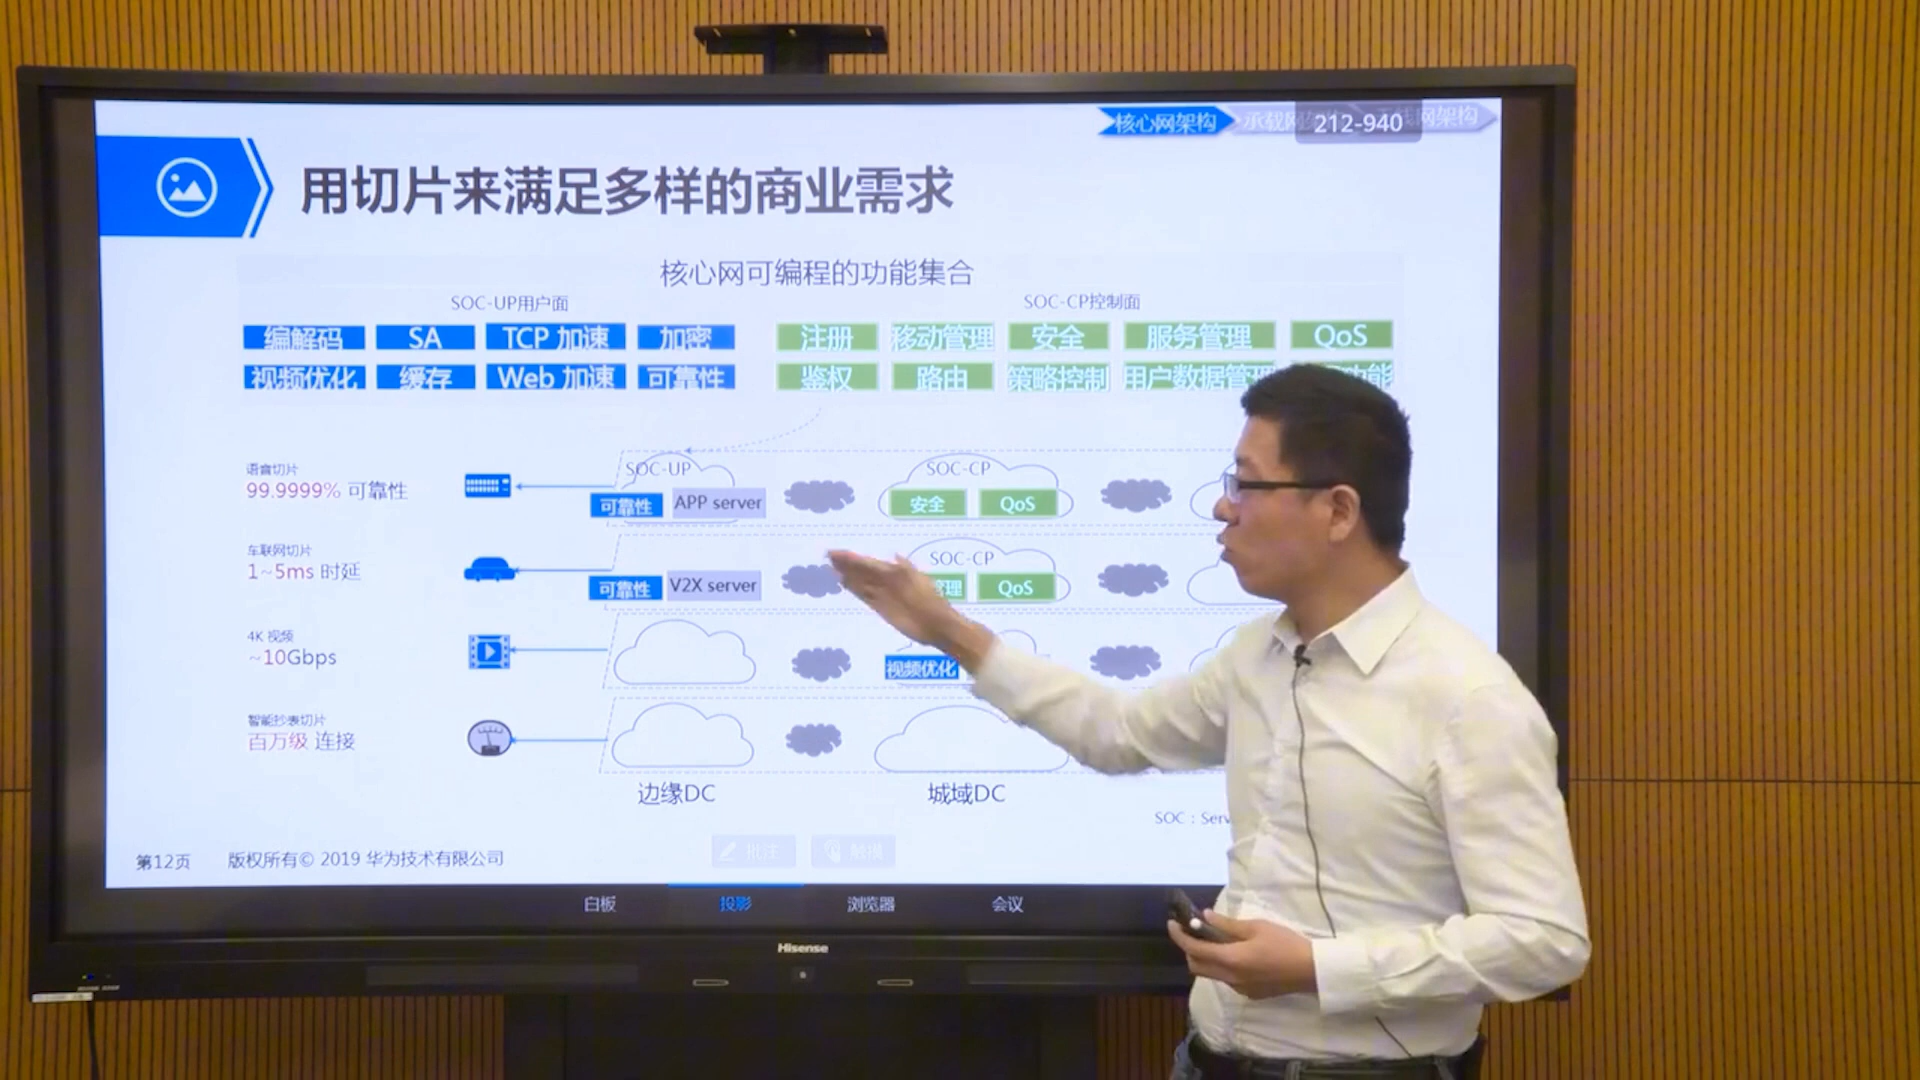 核心网架构
承载网
212-940
线网架构
用切片来满足多样的商业需求
核心网可编程的功能集合
SOC-UP用户面
SOC-CP控制面
编解码 SA TCP 加速 加密
注册 移动管理 安全 服务管理 QoS
视频优化 缓存 Web 加速 可靠性
鉴权 路由 策略控制 用户数据管理 功能
语音切片
99.9999% 可靠性
SOC-UP
可靠性 APP server
SOC-CP
安全 QoS
车联网切片
1~5ms 时延
可靠性 V2X server
SOC-CP
管理 QoS
4K 视频
~10Gbps
视频优化
智能抄表切片
百万级 连接
边缘DC
城域DC
SOC：Serv
第12页
版权所有© 2019 华为技术有限公司
批注
触摸
白板 投影 浏览器 会议
Hisense